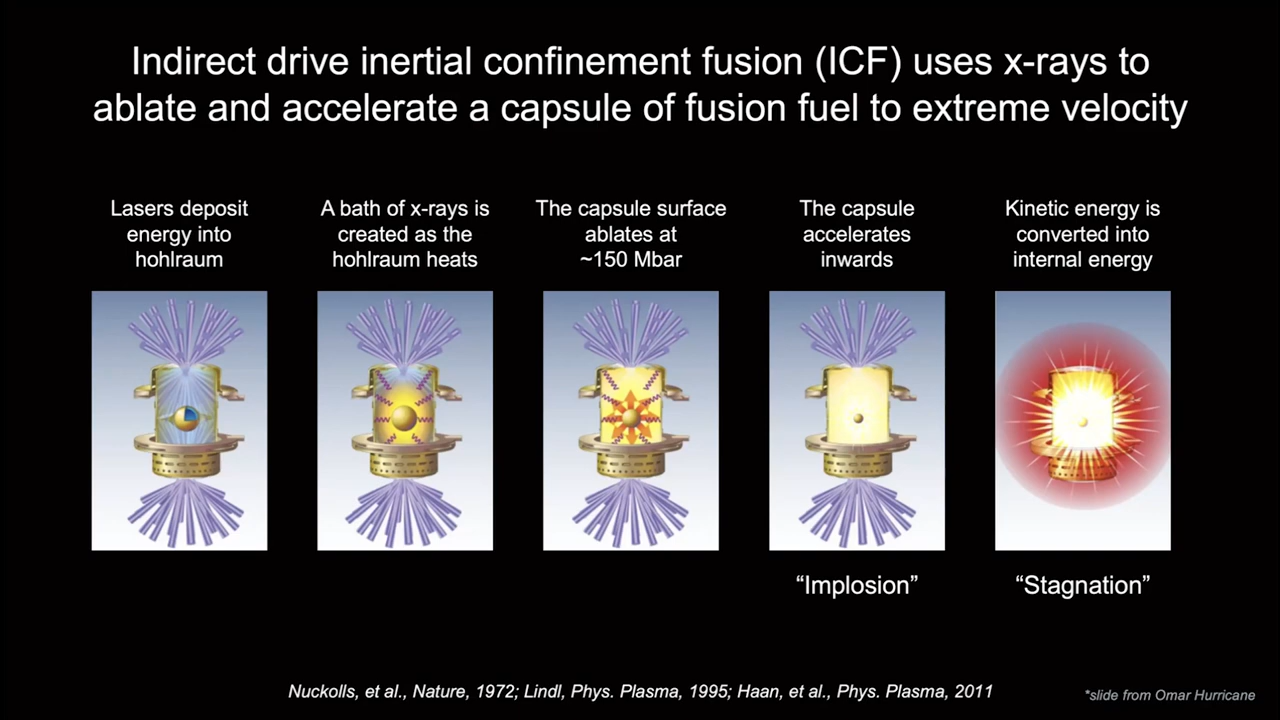 Indirect drive inertial confinement fusion (ICF) uses x-rays to
ablate and accelerate a capsule of fusion fuel to extreme velocity
Lasers deposit
energy into
hohlraum
A bath of x-rays is
created as the
hohlraum heats
The capsule surface
ablates at
~150 Mbar
The capsule
accelerates
inwards
Kinetic energy is
converted into
internal energy
“Implosion”
“Stagnation”
Nuckolls, et al., Nature, 1972; Lindl, Phys. Plasma, 1995; Haan, et al., Phys. Plasma, 2011
*slide from Omar Hurricane